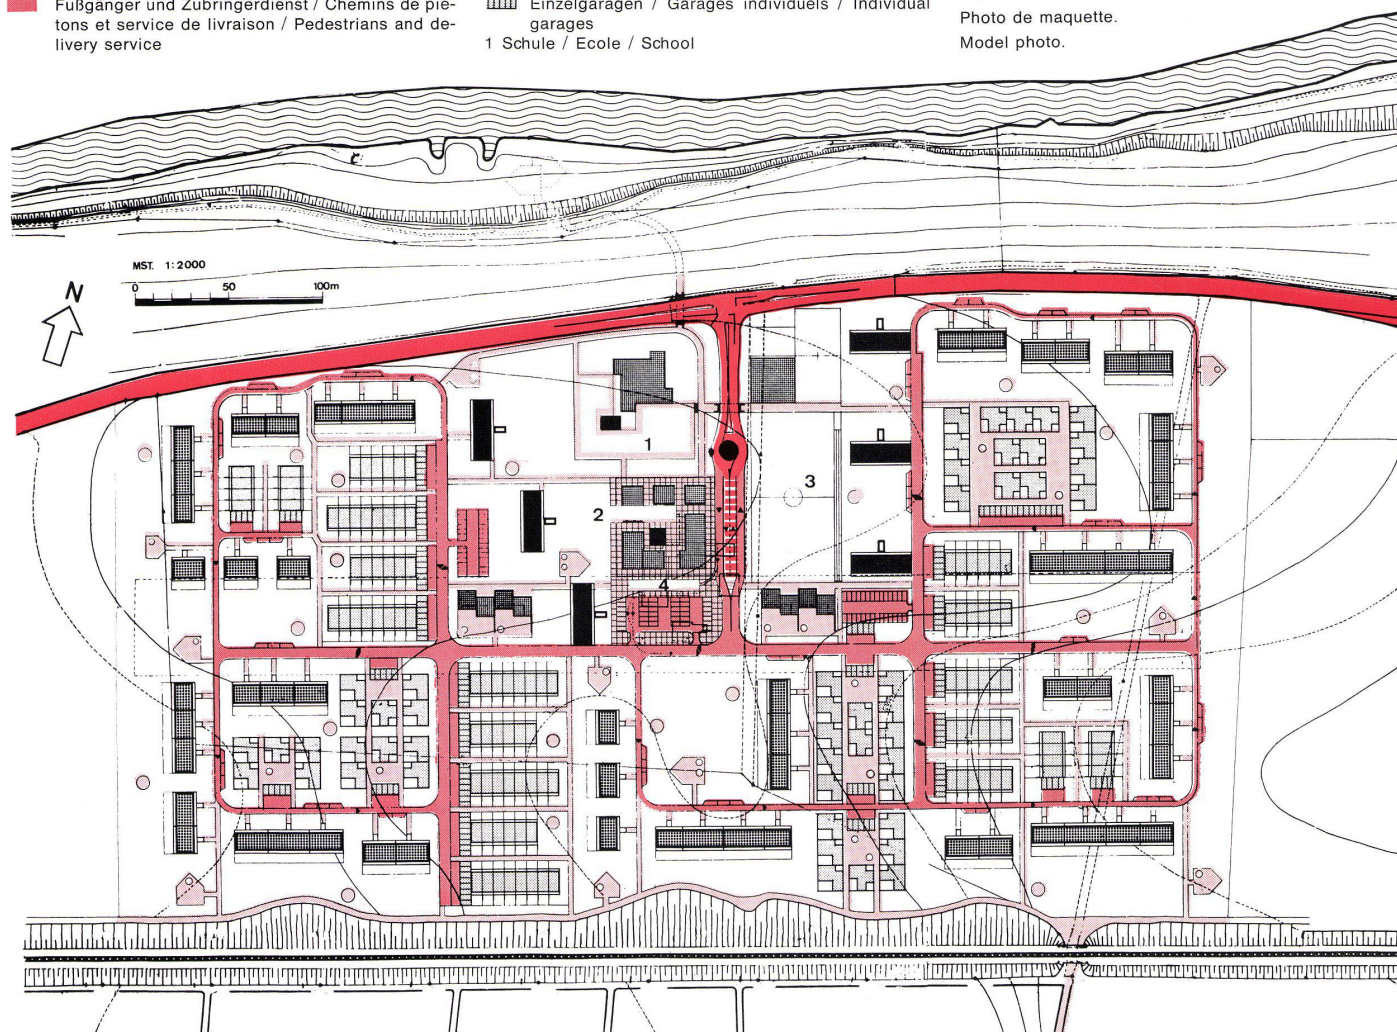 Fußgänger und Zubringerdienst / Chemins de pié-
tons et service de livraison / Pedestrians and de-
livery service
Einzelgaragen / Garages individuels / Individual
garages
1 Schule / Ecole / School
Photo de maquette.
Model photo.
MST. 1:2000
0 50 100m
N
1
2
3
4